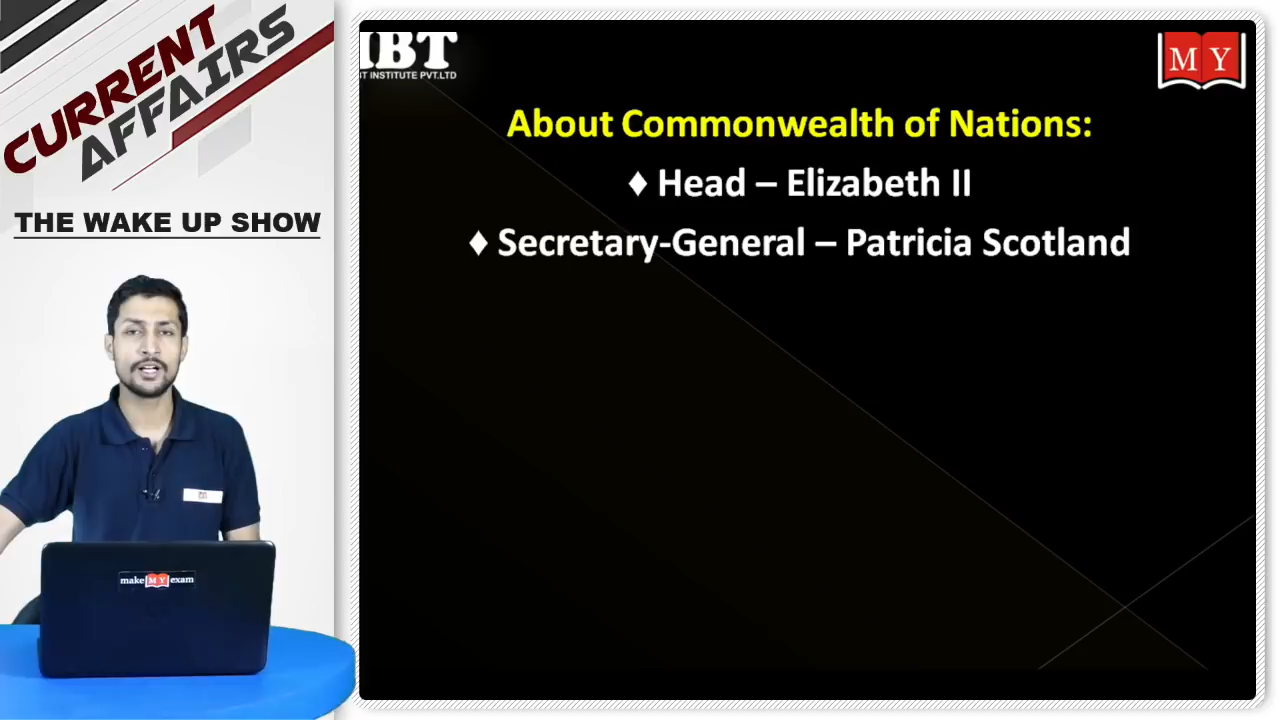 CURRENT
AFFAIRS
THE WAKE UP SHOW
IBT
INSTITUTE PVT.LTD
M Y
About Commonwealth of Nations:
♦ Head – Elizabeth II
♦ Secretary-General – Patricia Scotland
make MY exam